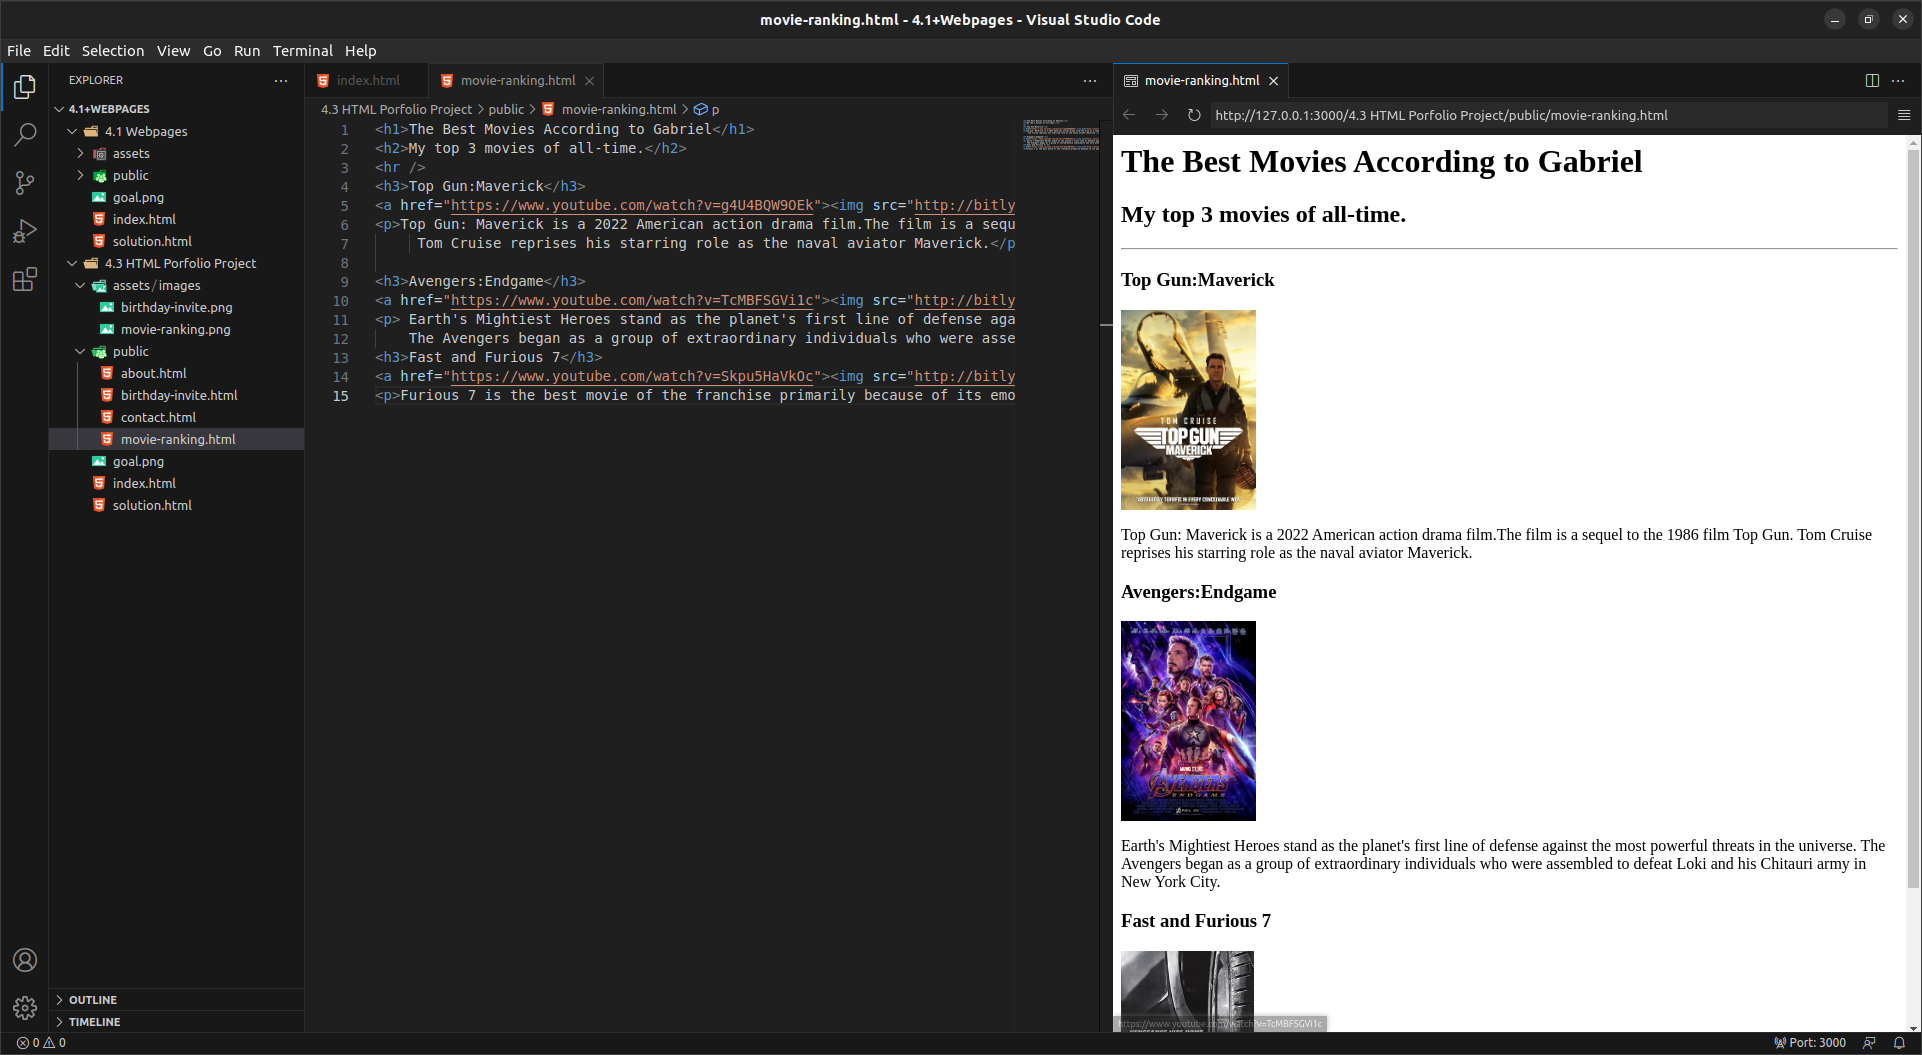 movie-ranking.html - 4.1+Webpages - Visual Studio Code
File Edit Selection View Go Run Terminal Help
EXPLORER
4.1+WEBPAGES
4.1 Webpages
assets
public
goal.png
index.html
solution.html
4.3 HTML Porfolio Project
assets/images
birthday-invite.png
movie-ranking.png
public
about.html
birthday-invite.html
contact.html
movie-ranking.html
goal.png
index.html
solution.html
OUTLINE
TIMELINE
index.html movie-ranking.html
4.3 HTML Porfolio Project > public > movie-ranking.html > p
1 <h1>The Best Movies According to Gabriel</h1>
2 <h2>My top 3 movies of all-time.</h2>
3 <hr />
4 <h3>Top Gun:Maverick</h3>
5 <a href="https://www.youtube.com/watch?v=g4U4BQW9OEk"><img src="http://bitly
6 <p>Top Gun: Maverick is a 2022 American action drama film.The film is a sequ
7 Tom Cruise reprises his starring role as the naval aviator Maverick.</p
8
9 <h3>Avengers:Endgame</h3>
10 <a href="https://www.youtube.com/watch?v=TcMBFSGVi1c"><img src="http://bitly
11 <p> Earth's Mightiest Heroes stand as the planet's first line of defense aga
12 The Avengers began as a group of extraordinary individuals who were asse
13 <h3>Fast and Furious 7</h3>
14 <a href="https://www.youtube.com/watch?v=Skpu5HaVkOc"><img src="http://bitly
15 <p>Furious 7 is the best movie of the franchise primarily because of its emo
movie-ranking.html
http://127.0.0.1:3000/4.3 HTML Porfolio Project/public/movie-ranking.html
The Best Movies According to Gabriel
My top 3 movies of all-time.
Top Gun:Maverick
TOM CRUISE
TOP GUN
MAVERICK
Top Gun: Maverick is a 2022 American action drama film.The film is a sequel to the 1986 film Top Gun. Tom Cruise
reprises his starring role as the naval aviator Maverick.
Avengers:Endgame
AVENGERS
ENDGAME
Earth's Mightiest Heroes stand as the planet's first line of defense against the most powerful threats in the universe. The
Avengers began as a group of extraordinary individuals who were assembled to defeat Loki and his Chitauri army in
New York City.
Fast and Furious 7
https://www.youtube.com/watch?v=TcMBFSGVi1c
0 0
Port: 3000